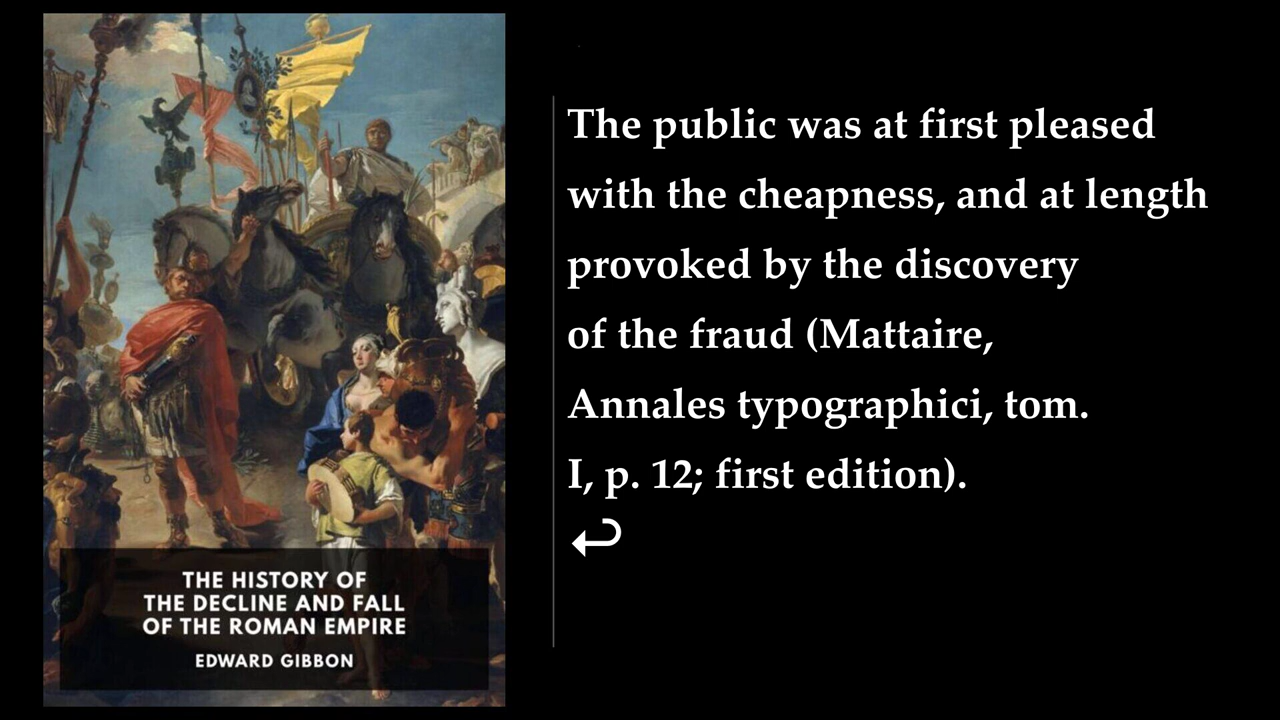 THE HISTORY OF
THE DECLINE AND FALL
OF THE ROMAN EMPIRE
EDWARD GIBBON
The public was at first pleased
with the cheapness, and at length
provoked by the discovery
of the fraud (Mattaire,
Annales typographici, tom.
I, p. 12; first edition).
↩